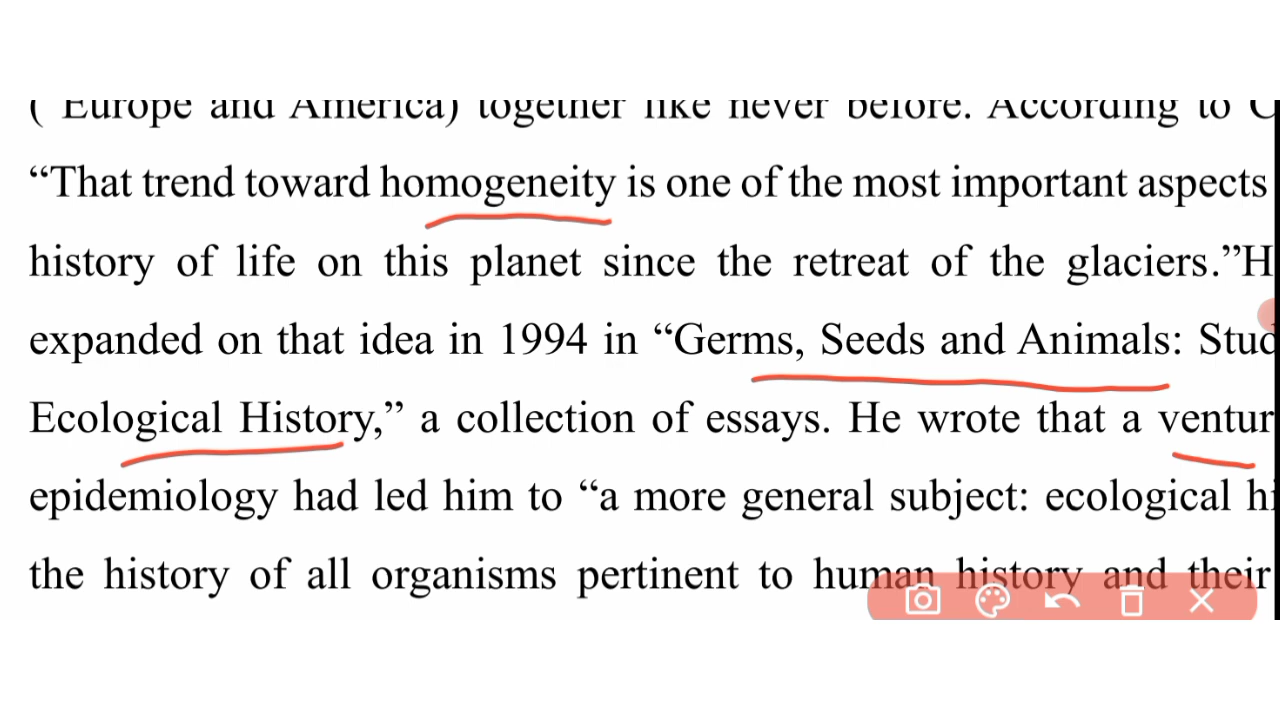 ( Europe and America) together like never before. According to C
“That trend toward homogeneity is one of the most important aspects
history of life on this planet since the retreat of the glaciers.”H
expanded on that idea in 1994 in “Germs, Seeds and Animals: Stud
Ecological History,” a collection of essays. He wrote that a ventur
epidemiology had led him to “a more general subject: ecological hi
the history of all organisms pertinent to human history and their